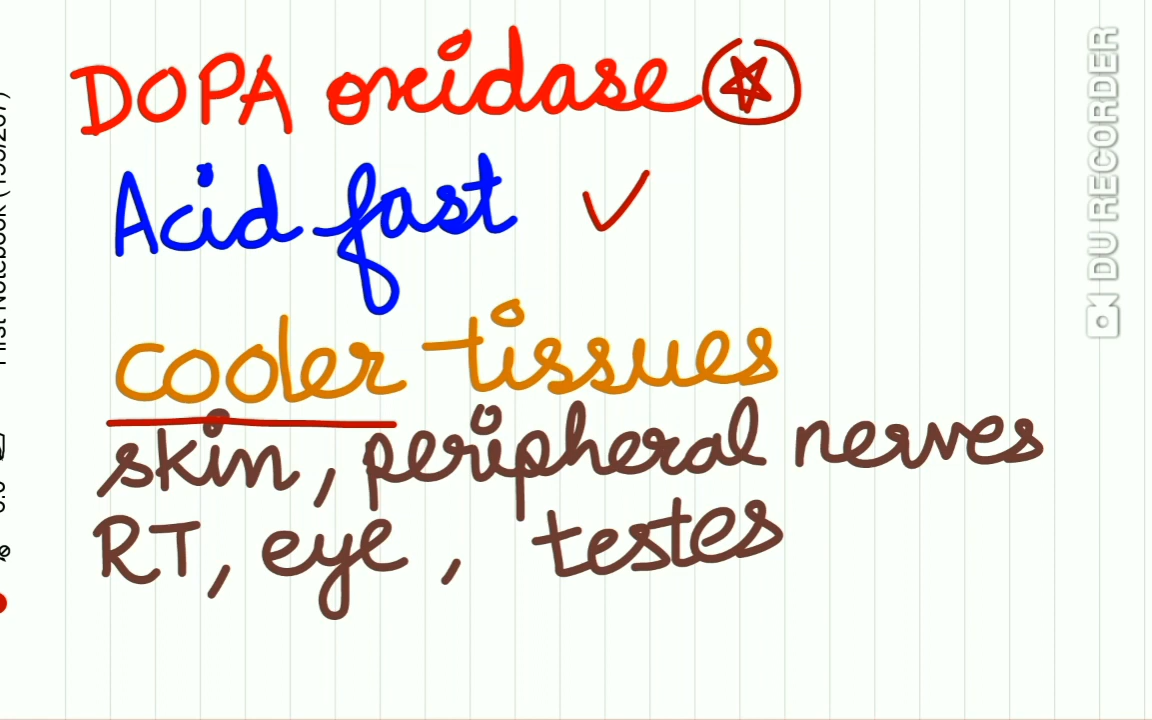 DOPA oxidase
Acid fast
cooler tissues
skin, peripheral nerves
RT, eye, testes
DU RECORDER